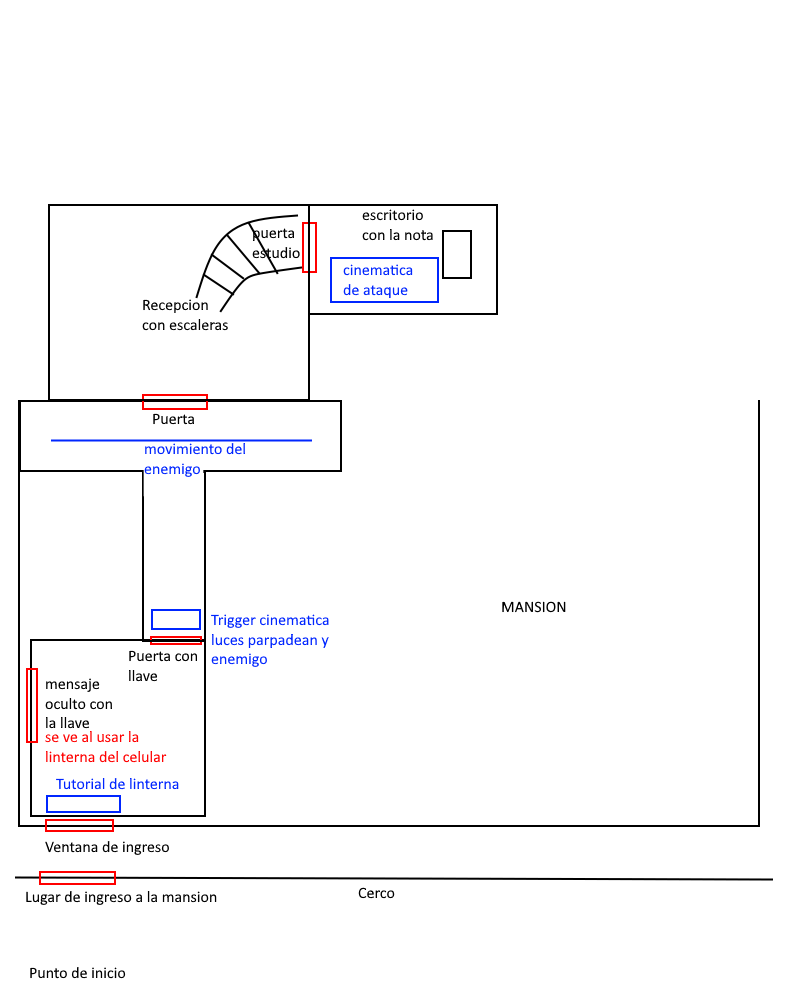 escritorio
con la nota
puerta
estudio
cinematica
de ataque
Recepcion
con escaleras
Puerta
movimiento del
enemigo
MANSION
Trigger cinematica
luces parpadean y
enemigo
Puerta con
llave
mensaje
oculto con
la llave
se ve al usar la
linterna del celular
Tutorial de linterna
Ventana de ingreso
Lugar de ingreso a la mansion
Cerco
Punto de inicio